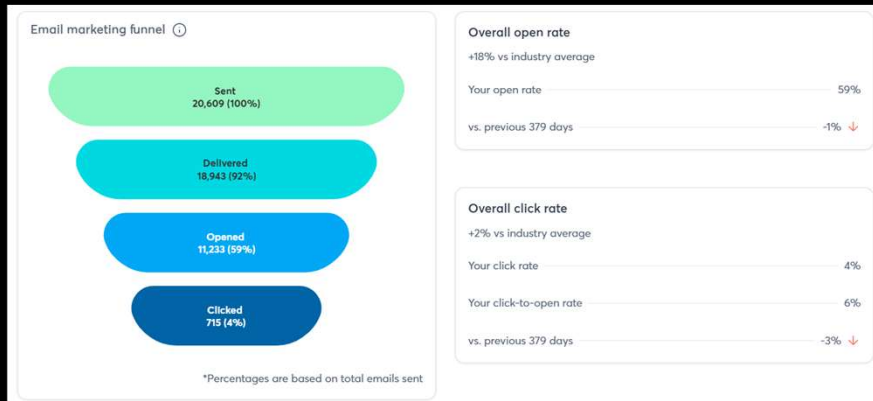 Email marketing funnel
Sent
20,609 (100%)
Delivered
18,943 (92%)
Opened
11,233 (59%)
Clicked
715 (4%)
*Percentages are based on total emails sent
Overall open rate
+18% vs industry average
Your open rate 59%
vs. previous 379 days -1% ↓
Overall click rate
+2% vs industry average
Your click rate 4%
Your click-to-open rate 6%
vs. previous 379 days -3% ↓